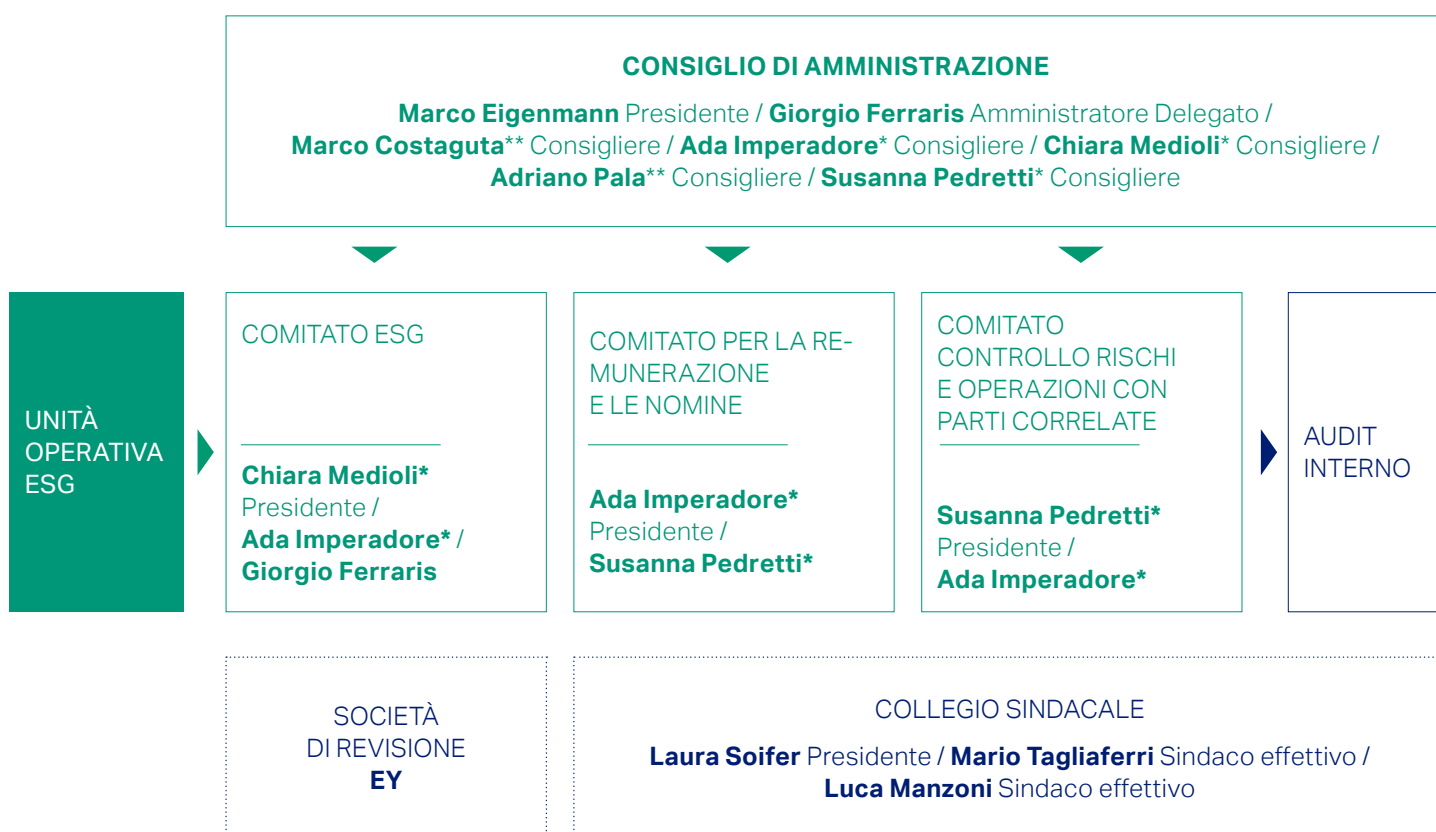 CONSIGLIO DI AMMINISTRAZIONE
Marco Eigenmann Presidente / Giorgio Ferraris Amministratore Delegato /
Marco Costaguta** Consigliere / Ada Imperadore* Consigliere / Chiara Medioli* Consigliere /
Adriano Pala** Consigliere / Susanna Pedretti* Consigliere
UNITÀ
OPERATIVA
ESG
COMITATO ESG
Chiara Medioli*
Presidente /
Ada Imperadore* /
Giorgio Ferraris
COMITATO PER LA RE-
MUNERAZIONE
E LE NOMINE
Ada Imperadore*
Presidente /
Susanna Pedretti*
COMITATO
CONTROLLO RISCHI
E OPERAZIONI CON
PARTI CORRELATE
Susanna Pedretti*
Presidente /
Ada Imperadore*
AUDIT
INTERNO
SOCIETÀ
DI REVISIONE
EY
COLLEGIO SINDACALE
Laura Soifer Presidente / Mario Tagliaferri Sindaco effettivo /
Luca Manzoni Sindaco effettivo